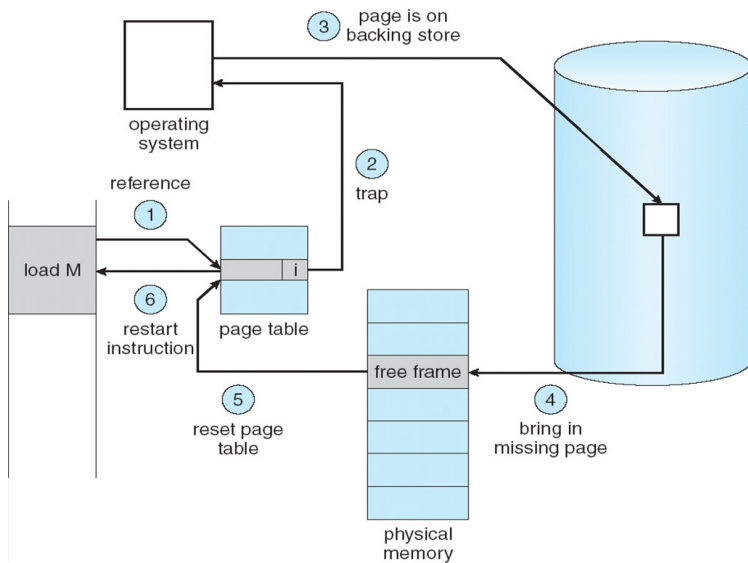 3
page is on
backing store
operating
system
2
trap
reference
1
load M
i
6
restart
instruction
page table
free frame
5
reset page
table
4
bring in
missing page
physical
memory